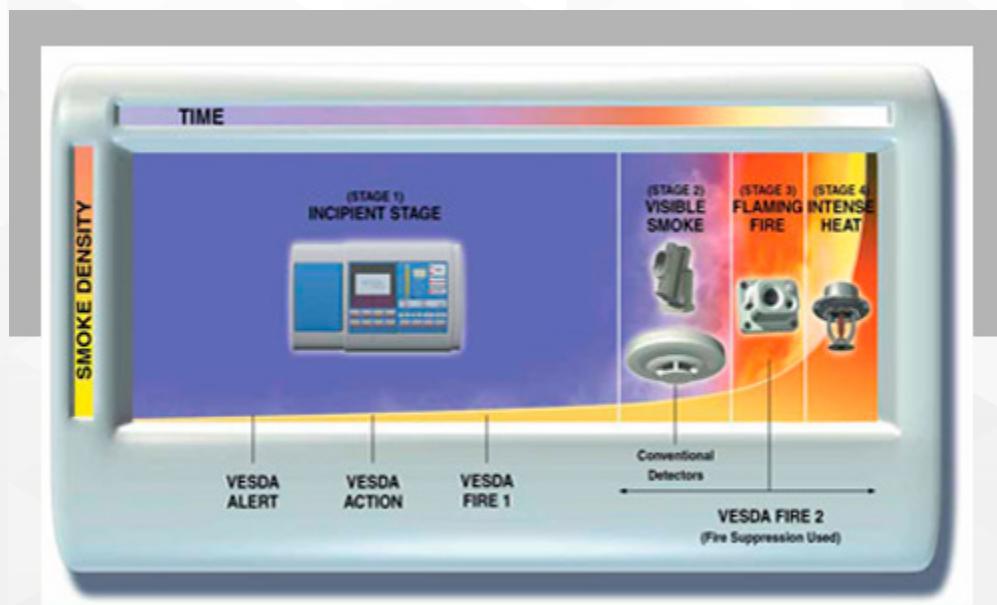 TIME
SMOKE DENSITY
(STAGE 1)
INCIPIENT STAGE
(STAGE 2)
VISIBLE
SMOKE
(STAGE 3)
FLAMING
FIRE
(STAGE 4)
INTENSE
HEAT
VESDA
ALERT
VESDA
ACTION
VESDA
FIRE 1
Conventional
Detectors
VESDA FIRE 2
(Fire Suppression Used)